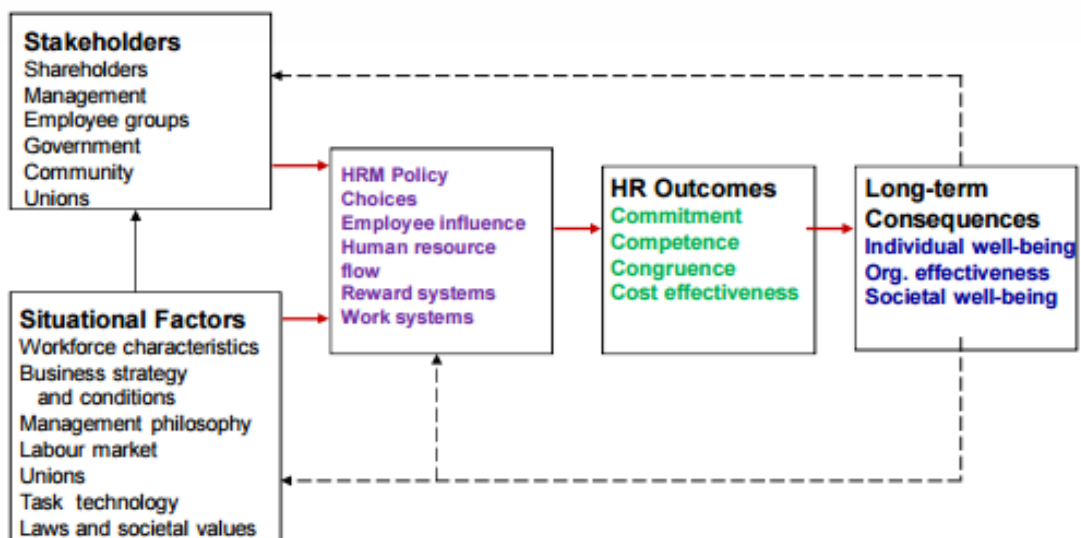 Stakeholders
Shareholders
Management
Employee groups
Government
Community
Unions
Situational Factors
Workforce characteristics
Business strategy
and conditions
Management philosophy
Labour market
Unions
Task technology
Laws and societal values
HRM Policy
Choices
Employee influence
Human resource
flow
Reward systems
Work systems
HR Outcomes
Commitment
Competence
Congruence
Cost effectiveness
Long-term
Consequences
Individual well-being
Org. effectiveness
Societal well-being